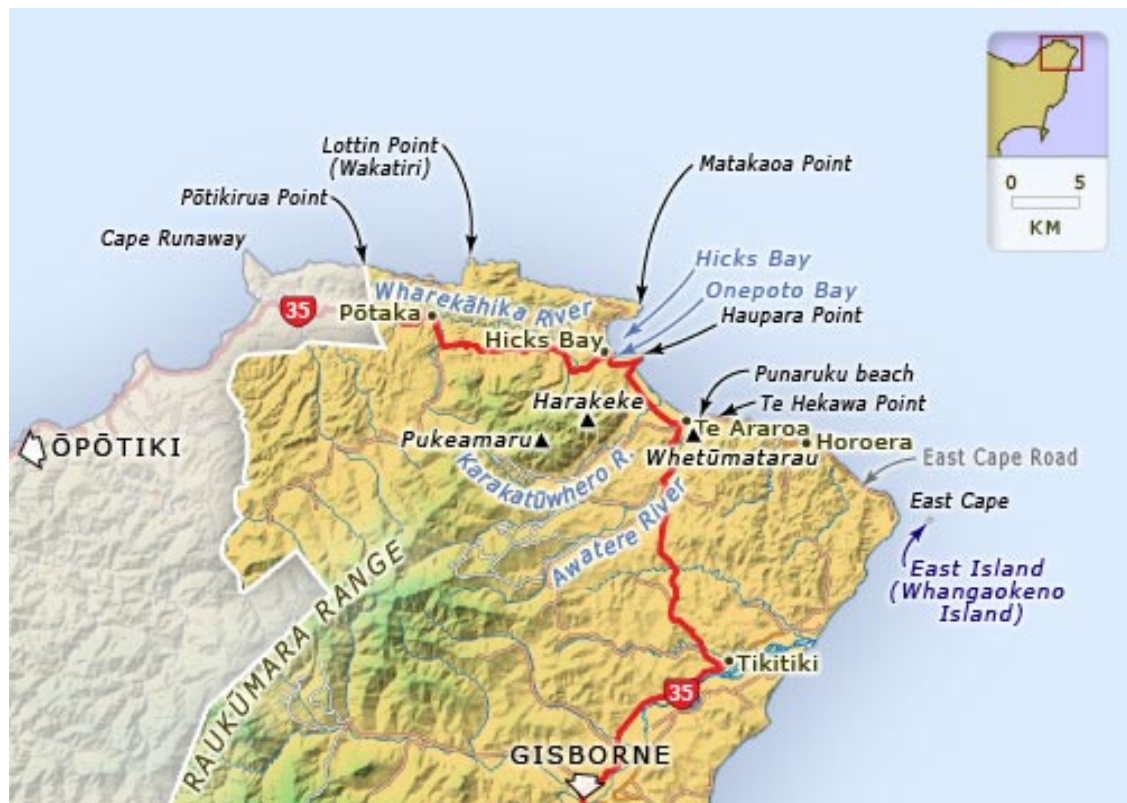 Lottin Point
(Wakatiri)
Matakaoa Point
Pōtikirua Point
Cape Runaway
0 5
KM
Hicks Bay
Onepoto Bay
Haupara Point
Wharekāhika River
35
Pōtaka
Hicks Bay
Punaruku beach
Te Hekawa Point
Harakeke
Te Araroa
Pukeamaru
Horoera
Whetūmatarau
ŌPŌTIKI
East Cape Road
Karakatūwhero R.
East Cape
Awatere River
East Island
(Whangaokeno
Island)
RAUKŪMARA RANGE
Tikitiki
35
GISBORNE